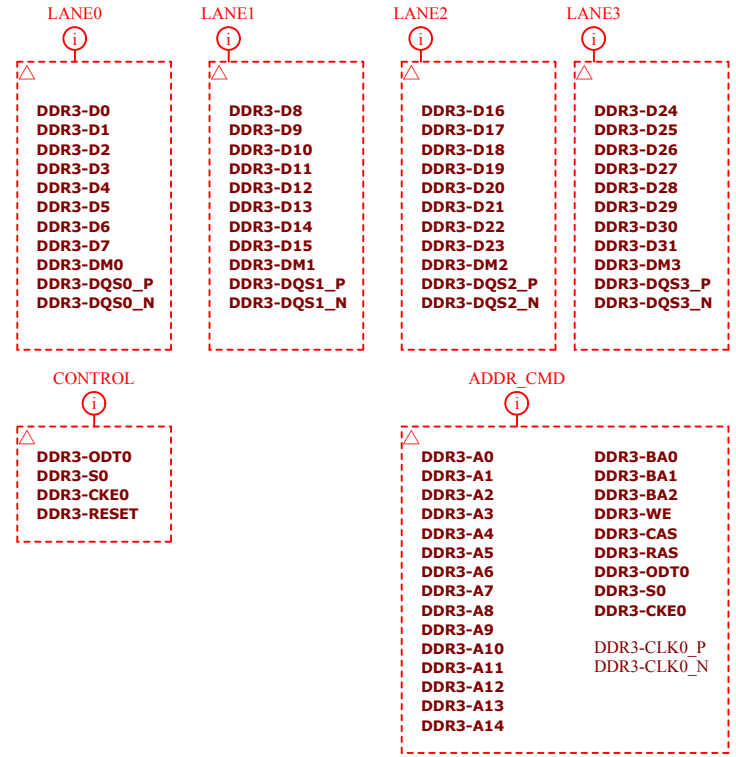 LANE0
i
DDR3-D0
DDR3-D1
DDR3-D2
DDR3-D3
DDR3-D4
DDR3-D5
DDR3-D6
DDR3-D7
DDR3-DM0
DDR3-DQS0_P
DDR3-DQS0_N
LANE1
i
DDR3-D8
DDR3-D9
DDR3-D10
DDR3-D11
DDR3-D12
DDR3-D13
DDR3-D14
DDR3-D15
DDR3-DM1
DDR3-DQS1_P
DDR3-DQS1_N
LANE2
i
DDR3-D16
DDR3-D17
DDR3-D18
DDR3-D19
DDR3-D20
DDR3-D21
DDR3-D22
DDR3-D23
DDR3-DM2
DDR3-DQS2_P
DDR3-DQS2_N
LANE3
i
DDR3-D24
DDR3-D25
DDR3-D26
DDR3-D27
DDR3-D28
DDR3-D29
DDR3-D30
DDR3-D31
DDR3-DM3
DDR3-DQS3_P
DDR3-DQS3_N
CONTROL
i
DDR3-ODT0
DDR3-S0
DDR3-CKE0
DDR3-RESET
ADDR_CMD
i
DDR3-A0
DDR3-A1
DDR3-A2
DDR3-A3
DDR3-A4
DDR3-A5
DDR3-A6
DDR3-A7
DDR3-A8
DDR3-A9
DDR3-A10
DDR3-A11
DDR3-A12
DDR3-A13
DDR3-A14
DDR3-BA0
DDR3-BA1
DDR3-BA2
DDR3-WE
DDR3-CAS
DDR3-RAS
DDR3-ODT0
DDR3-S0
DDR3-CKE0
DDR3-CLK0_P
DDR3-CLK0_N